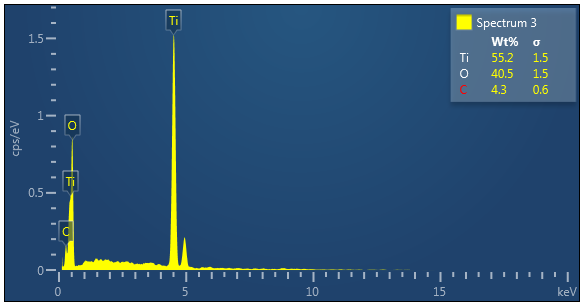 Spectrum 3
Wt% σ
Ti 55.2 1.5
O 40.5 1.5
C 4.3 0.6
Ti
1.5
O
1
cps/eV
Ti
0.5
C
0
0 5 10 15 keV